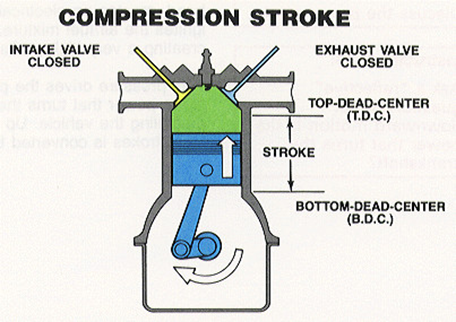 COMPRESSION STROKE
INTAKE VALVE
CLOSED
EXHAUST VALVE
CLOSED
TOP-DEAD-CENTER
(T.D.C.)
STROKE
BOTTOM-DEAD-CENTER
(B.D.C.)